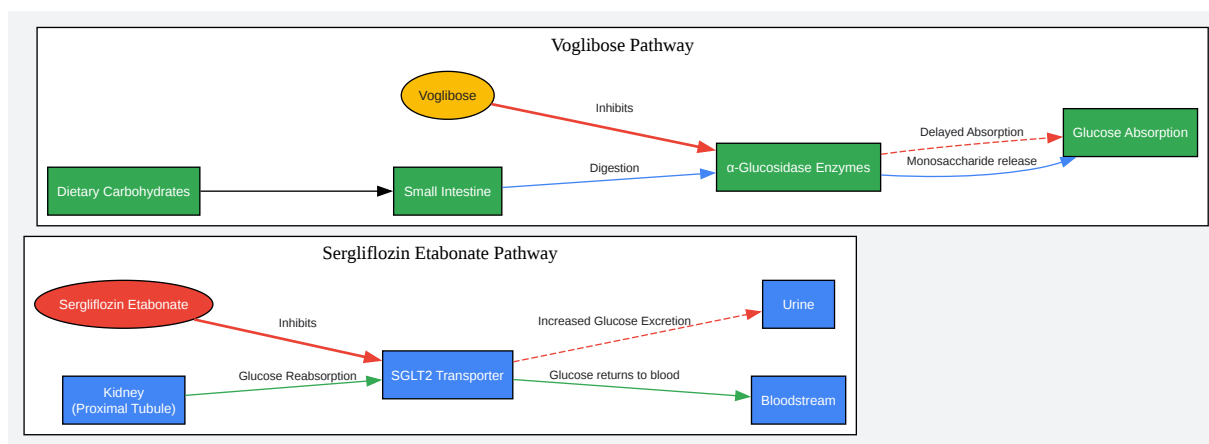 Voglibose Pathway
Voglibose
Inhibits
Delayed Absorption
Glucose Absorption
Dietary Carbohydrates
Small Intestine
Digestion
α-Glucosidase Enzymes
Monosaccharide release
Sergliflozin Etabonate Pathway
Sergliflozin Etabonate
Inhibits
Increased Glucose Excretion
Urine
Kidney
(Proximal Tubule)
Glucose Reabsorption
SGLT2 Transporter
Glucose returns to blood
Bloodstream